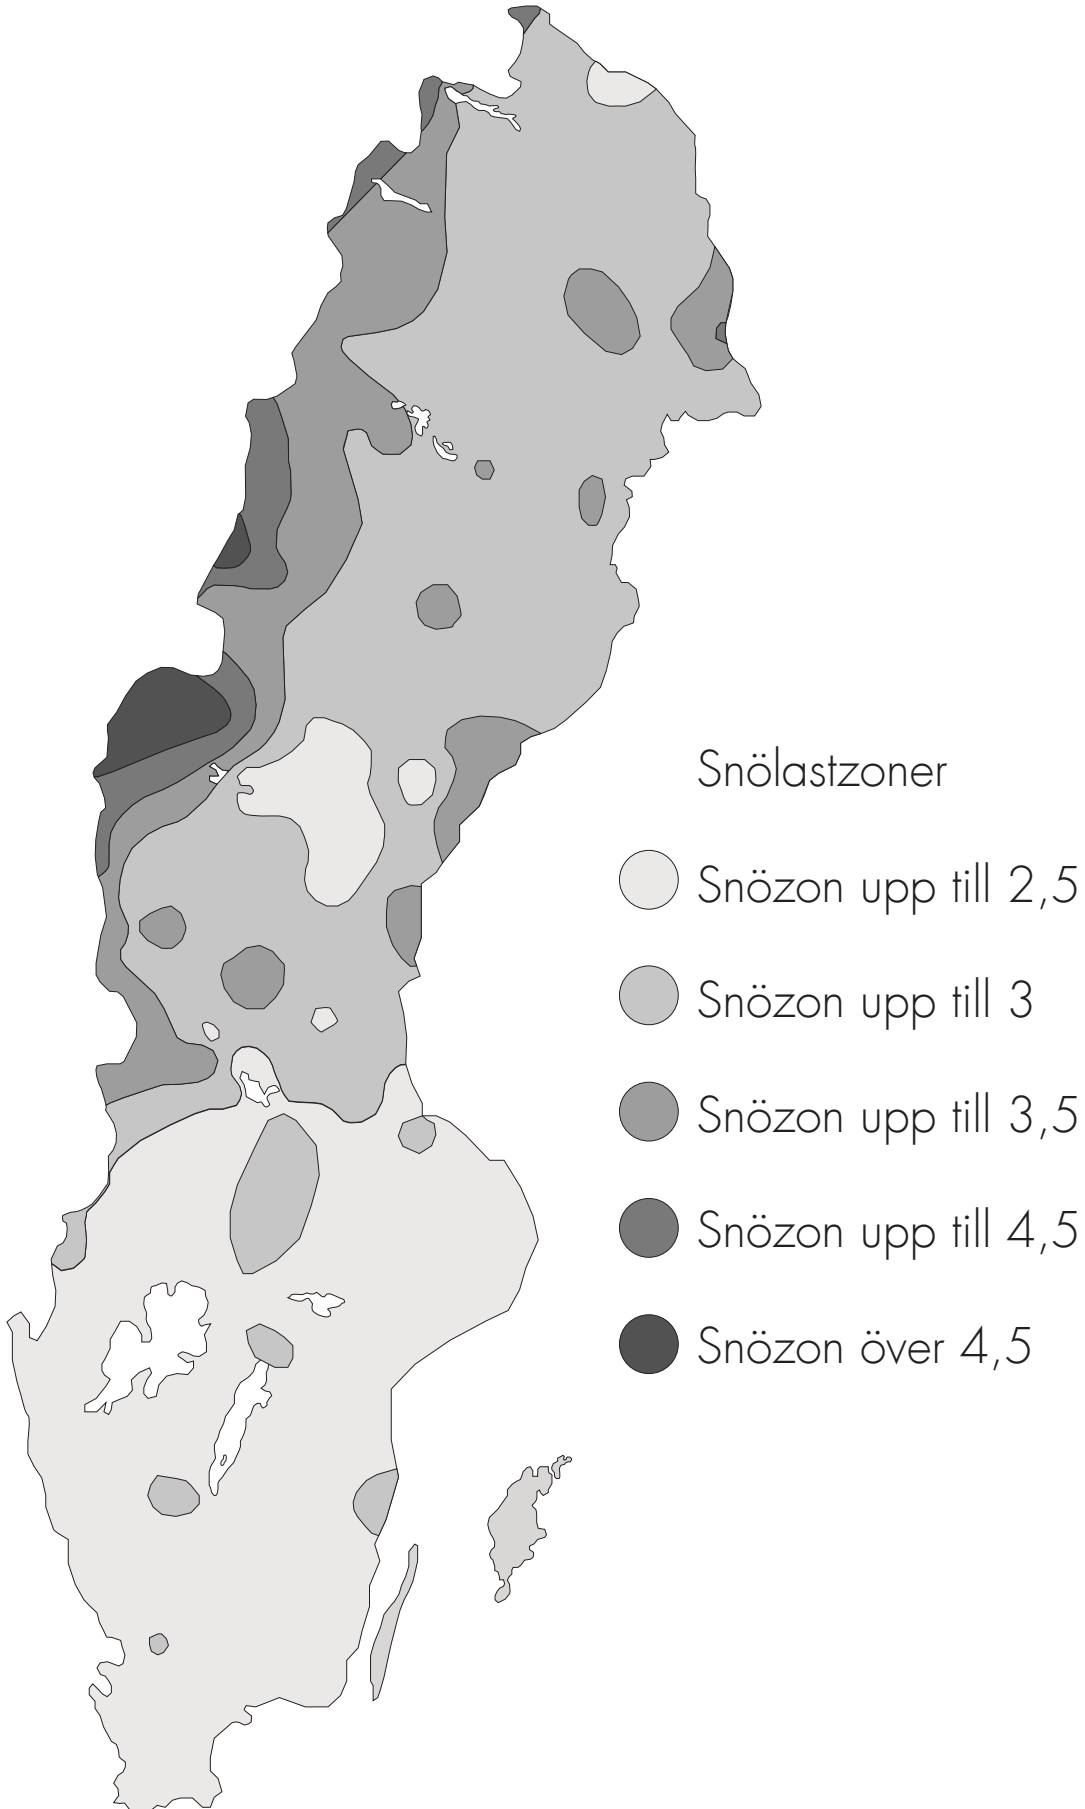 Snölastzoner
Snözon upp till 2,5
Snözon upp till 3
Snözon upp till 3,5
Snözon upp till 4,5
Snözon över 4,5